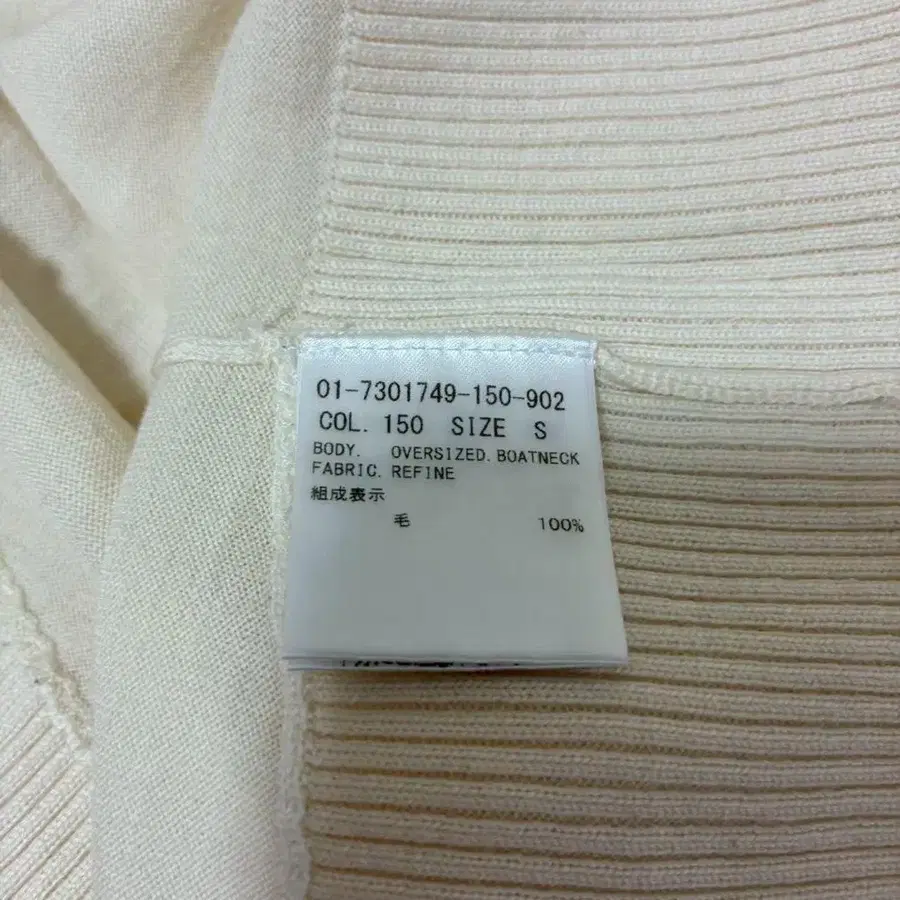 01-7301749-150-902
COL. 150 SIZE S
BODY. OVERSIZED. BOATNECK
FABRIC. REFINE
組成表示
毛 100%